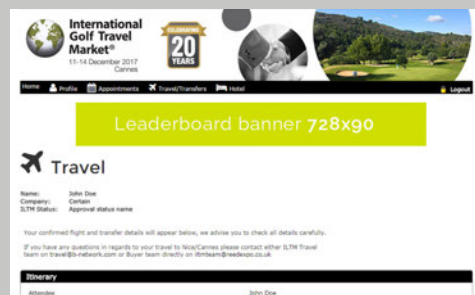 International
Golf Travel
Market®
11-14 December 2017
Cannes
CELEBRATING
20
YEARS
Home Profile Appointments Travel/Transfers Hotel Logout
Leaderboard banner 728x90
Travel
Name: John Doe
Company: Certain
ILTM Status: Approval status name
Your confirmed flight and transfer details will appear below, we advise you to check all details carefully.
If you have any questions in regards to your travel to Nice/Cannes please contact either ILTM Travel
team on travel@b-network.com or Buyer team directly on iltmteam@reedexpo.co.uk
Itinerary
Attendee John Doe